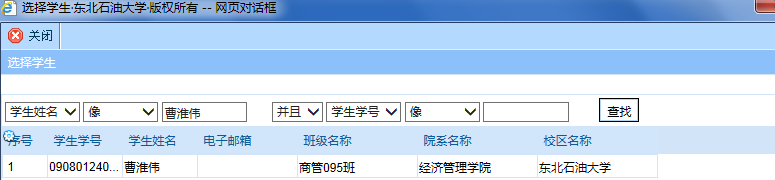 选择学生·东北石油大学·版权所有 -- 网页对话框
关闭
选择学生
学生姓名 像 曹淮伟 并且 学生学号 像 查找
序号 学生学号 学生姓名 电子邮箱 班级名称 院系名称 校区名称
1 090801240... 曹淮伟 商管095班 经济管理学院 东北石油大学